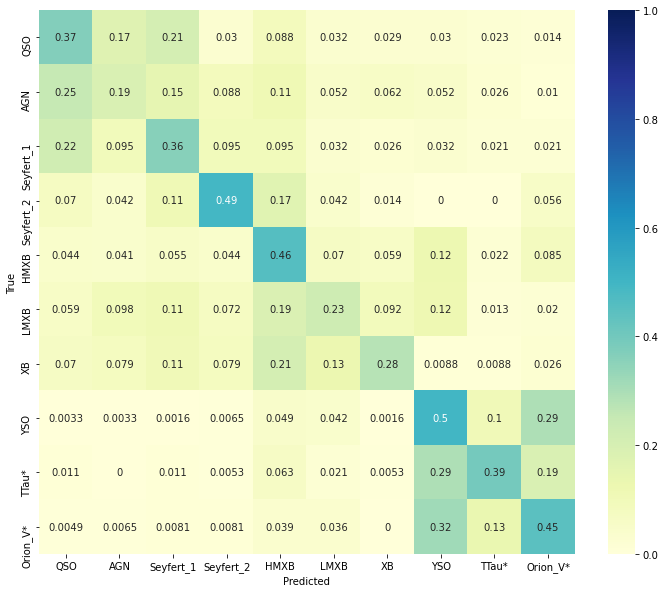 QSO 0.37 0.17 0.21 0.03 0.088 0.032 0.029 0.03 0.023 0.014
AGN 0.25 0.19 0.15 0.088 0.11 0.052 0.062 0.052 0.026 0.01
Seyfert_1 0.22 0.095 0.36 0.095 0.095 0.032 0.026 0.032 0.021 0.021
Seyfert_2 0.07 0.042 0.11 0.49 0.17 0.042 0.014 0 0 0.056
HMXB 0.044 0.041 0.055 0.044 0.46 0.07 0.059 0.12 0.022 0.085
LMXB 0.059 0.098 0.11 0.072 0.19 0.23 0.092 0.12 0.013 0.02
XB 0.07 0.079 0.11 0.079 0.21 0.13 0.28 0.0088 0.0088 0.026
YSO 0.0033 0.0033 0.0016 0.0065 0.049 0.042 0.0016 0.5 0.1 0.29
TTau* 0.011 0 0.011 0.0053 0.063 0.021 0.0053 0.29 0.39 0.19
Orion_V* 0.0049 0.0065 0.0081 0.0081 0.039 0.036 0 0.32 0.13 0.45
QSO AGN Seyfert_1 Seyfert_2 HMXB LMXB XB YSO TTau* Orion_V*
Predicted
True
1.0
0.8
0.6
0.4
0.2
0.0